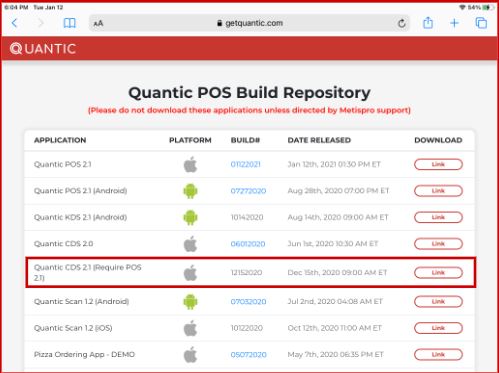 6:04 PM Tue Jan 12 54%
AA getquantic.com
QUANTIC
Quantic POS Build Repository
(Please do not download these applications unless directed by Metispro support)
APPLICATION PLATFORM BUILD# DATE RELEASED DOWNLOAD
Quantic POS 2.1 01122021 Jan 12th, 2021 01:30 PM ET Link
Quantic POS 2.1 (Android) 07272020 Aug 28th, 2020 07:00 PM ET Link
Quantic KDS 2.1 (Android) 10142020 Aug 14th, 2020 09:00 AM ET Link
Quantic CDS 2.0 06012020 Jun 1st, 2020 10:30 AM ET Link
Quantic CDS 2.1 (Require POS
2.1) 12152020 Dec 15th, 2020 09:00 AM ET Link
Quantic Scan 1.2 (Android) 07032020 Jul 2nd, 2020 04:08 AM ET Link
Quantic Scan 1.2 (iOS) 10122020 Oct 12th, 2020 11:00 AM ET Link
Pizza Ordering App - DEMO 05072020 May 7th, 2020 06:35 PM ET Link